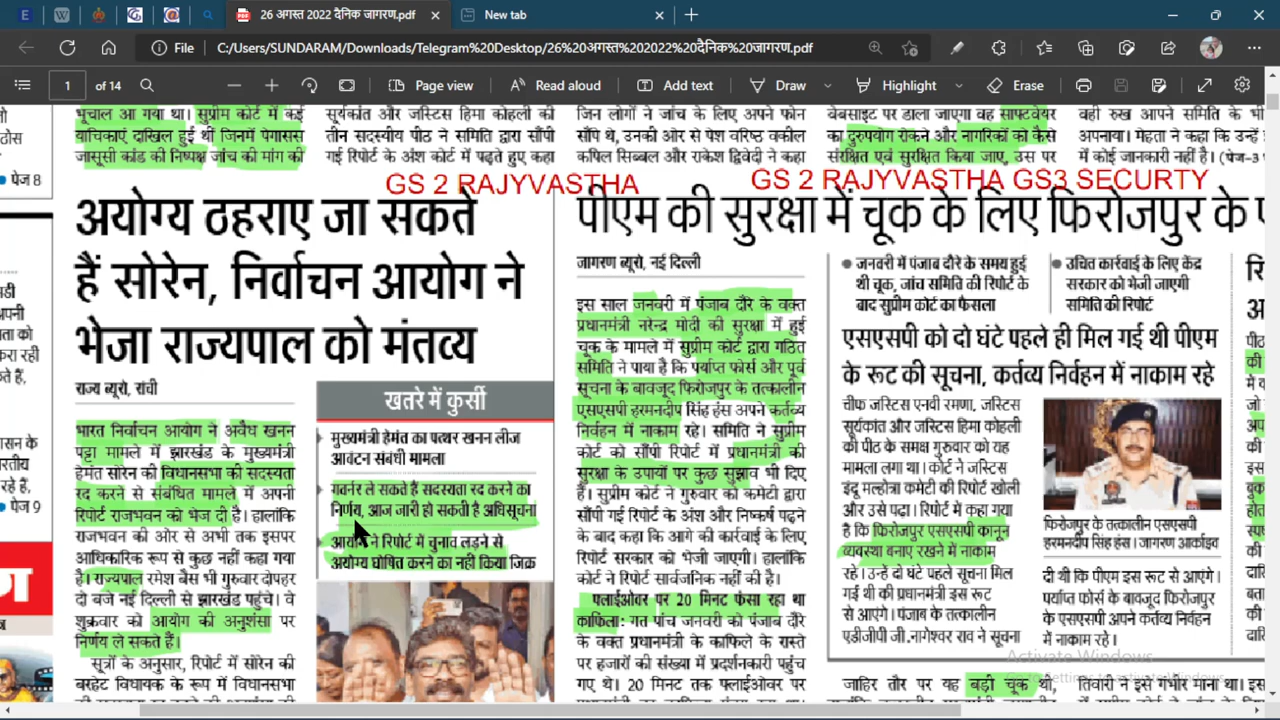 26 अगस्त 2022 दैनिक जागरण.pdf
New tab
File
C:/Users/SUNDARAM/Downloads/Telegram%20Desktop/26%20अगस्त%202022%20दैनिक%20जागरण.pdf
1 of 14
Page view
Read aloud
Add text
Draw
Highlight
Erase
ठोस
पेज 8
पेज 9
भूचाल आ गया था। सुप्रीम कोर्ट में कई
याचिकाएं दाखिल हुई थीं जिनमें पेगासस
जासूसी कांड की निष्पक्ष जांच की मांग की
सूर्यकांत और जस्टिस हिमा कोहली की
तीन सदस्यीय पीठ ने समिति द्वारा सौंपी
गई रिपोर्ट के अंश कोर्ट में पढ़ते हुए कहा
जिन लोगों ने जांच के लिए अपने फोन
सौंपे थे, उनकी ओर से पेश वरिष्ठ वकील
कपिल सिब्बल और राकेश द्विवेदी ने कहा
वेबसाइट पर डाला जाएगा वह साफ्टवेयर
का दुरुपयोग रोकने और नागरिकों को कैसे
संरक्षित एवं सुरक्षित किया जाए, उस पर
वही रुख आपने समिति के
अपनाया। मेहता ने कहा कि उन्हें
में कोई जानकारी नहीं है। (पेज-3
GS 2 RAJYVASTHA
GS 2 RAJYVASTHA GS3 SECURTY
अयोग्य ठहराए जा सकते
हैं सोरेन, निर्वाचन आयोग ने
भेजा राज्यपाल को मंतव्य
राज्य ब्यूरो, रांची
भारत निर्वाचन आयोग ने अवैध खनन
पट्टा मामले में झारखंड के मुख्यमंत्री
हेमंत सोरेन की विधानसभा की सदस्यता
रद करने से संबंधित मामले में अपनी
रिपोर्ट राजभवन को भेज दी है। हालांकि
राजभवन की ओर से अभी तक इसपर
आधिकारिक रूप से कुछ नहीं कहा गया
है। राज्यपाल रमेश बैस भी गुरुवार दोपहर
दो बजे नई दिल्ली से झारखंड पहुंचे। वे
शुक्रवार को आयोग की अनुशंसा पर
निर्णय ले सकते हैं।
सूत्रों के अनुसार, रिपोर्ट में सोरेन की
बरहेट विधायक के रूप में विधानसभा
खतरे में कुर्सी
मुख्यमंत्री हेमंत का पत्थर खनन लीज
आवंटन संबंधी मामला
गवर्नर ले सकते हैं सदस्यता रद करने का
निर्णय, आज जारी हो सकती है अधिसूचना
आयोग ने रिपोर्ट में चुनाव लड़ने से
अयोग्य घोषित करने का नहीं किया जिक्र
पीएम की सुरक्षा में चूक के लिए फिरोजपुर के
जागरण ब्यूरो, नई दिल्ली
इस साल जनवरी में पंजाब दौरे के वक्त
प्रधानमंत्री नरेन्द्र मोदी की सुरक्षा में हुई
चूक के मामले में सुप्रीम कोर्ट द्वारा गठित
समिति ने पाया है कि पर्याप्त फोर्स और पूर्व
सूचना के बावजूद फिरोजपुर के तत्कालीन
एसएसपी हरमनदीप सिंह हंस अपने कर्तव्य
निर्वहन में नाकाम रहे। समिति ने सुप्रीम
कोर्ट को सौंपी रिपोर्ट में प्रधानमंत्री की
सुरक्षा के उपायों पर कुछ सुझाव भी दिए
हैं। सुप्रीम कोर्ट ने गुरुवार को कमेटी द्वारा
सौंपी गई रिपोर्ट के अंश और निष्कर्ष पढ़ने
के बाद कहा कि आगे की कार्रवाई के लिए
रिपोर्ट सरकार को भेजी जाएगी। हालांकि
कोर्ट ने रिपोर्ट सार्वजनिक नहीं की है।
फ्लाईओवर पर 20 मिनट फंसा रहा था
काफिला: गत पांच जनवरी को पंजाब दौरे
के वक्त प्रधानमंत्री के काफिले के रास्ते
पर हजारों की संख्या में प्रदर्शनकारी पहुंच
गए थे। 20 मिनट तक फ्लाईओवर पर
जनवरी में पंजाब दौरे के समय हुई
थी चूक, जांच समिति की रिपोर्ट के
बाद सुप्रीम कोर्ट का फैसला
उचित कार्रवाई के लिए केंद्र
सरकार को भेजी जाएगी
समिति की रिपोर्ट
एसएसपी को दो घंटे पहले ही मिल गई थी पीएम
के रूट की सूचना, कर्तव्य निर्वहन में नाकाम रहे
चीफ जस्टिस एनवी रमणा, जस्टिस
सूर्यकांत और जस्टिस हिमा कोहली
की पीठ के समक्ष गुरुवार को यह
मामला लगा था। कोर्ट ने जस्टिस
इंदू मल्होत्रा कमेटी की रिपोर्ट खोली
और उसे पढ़ा। रिपोर्ट में कहा गया
है कि फिरोजपुर एसएसपी कानून
व्यवस्था बनाए रखने में नाकाम
रहे। उन्हें दो घंटे पहले सूचना मिल
गई थी की प्रधानमंत्री इस रूट
से आएंगे। पंजाब के तत्कालीन
एडीजीपी जी.नागेश्वर राव ने सूचना
फिरोजपुर के तत्कालीन एसएसपी
हरमनदीप सिंह हंस। जागरण आर्काइव
दी थी कि पीएम इस रूट से आएंगे।
पर्याप्त फोर्स के बावजूद फिरोजपुर
के एसएसपी अपने कर्तव्य निर्वहन
में नाकाम रहे।
जाहिर तौर पर यह बड़ी चूक थी,
तिवारी ने इसे गंभीर माना था। इस
Activate Windows
Go to Settings to activate Windows.